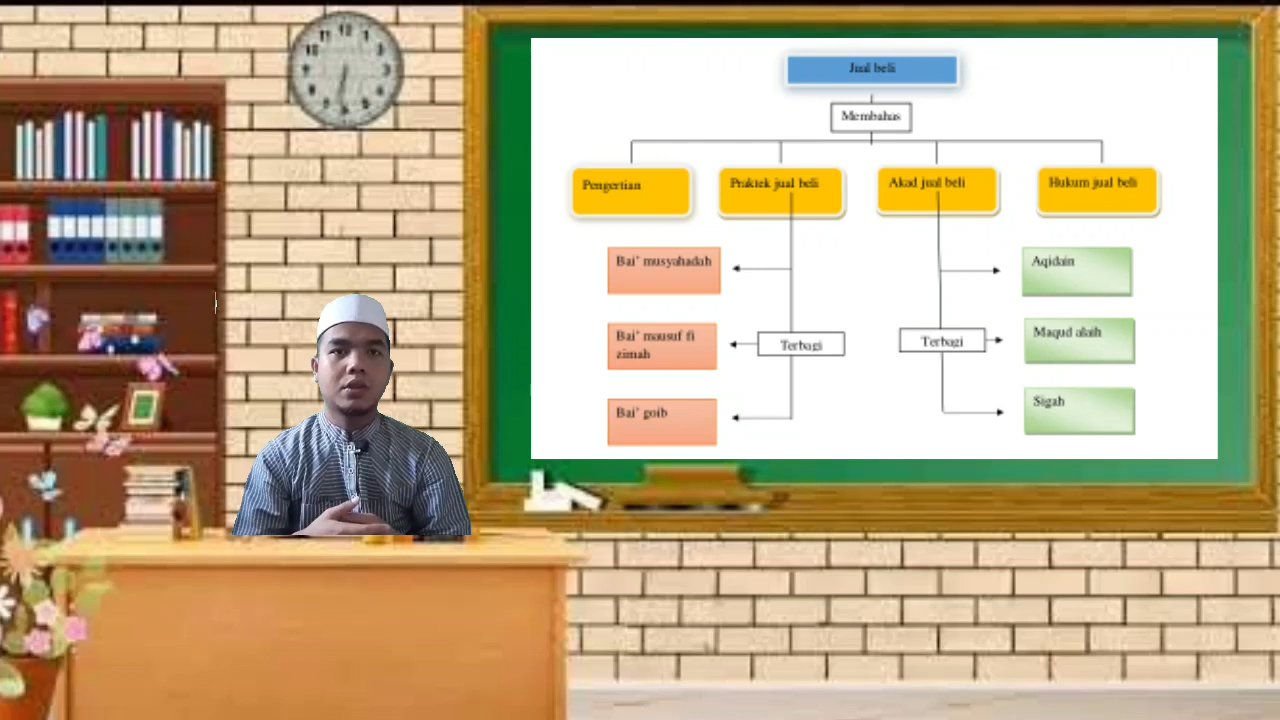 Jual beli
Membahas
Pengertian
Praktek jual beli
Akad jual beli
Hukum jual beli
Bai' musyahadah
Aqidain
Bai' mausuf fi
zimah
Terbagi
Terbagi
Maqud alaih
Bai' goib
Sigah